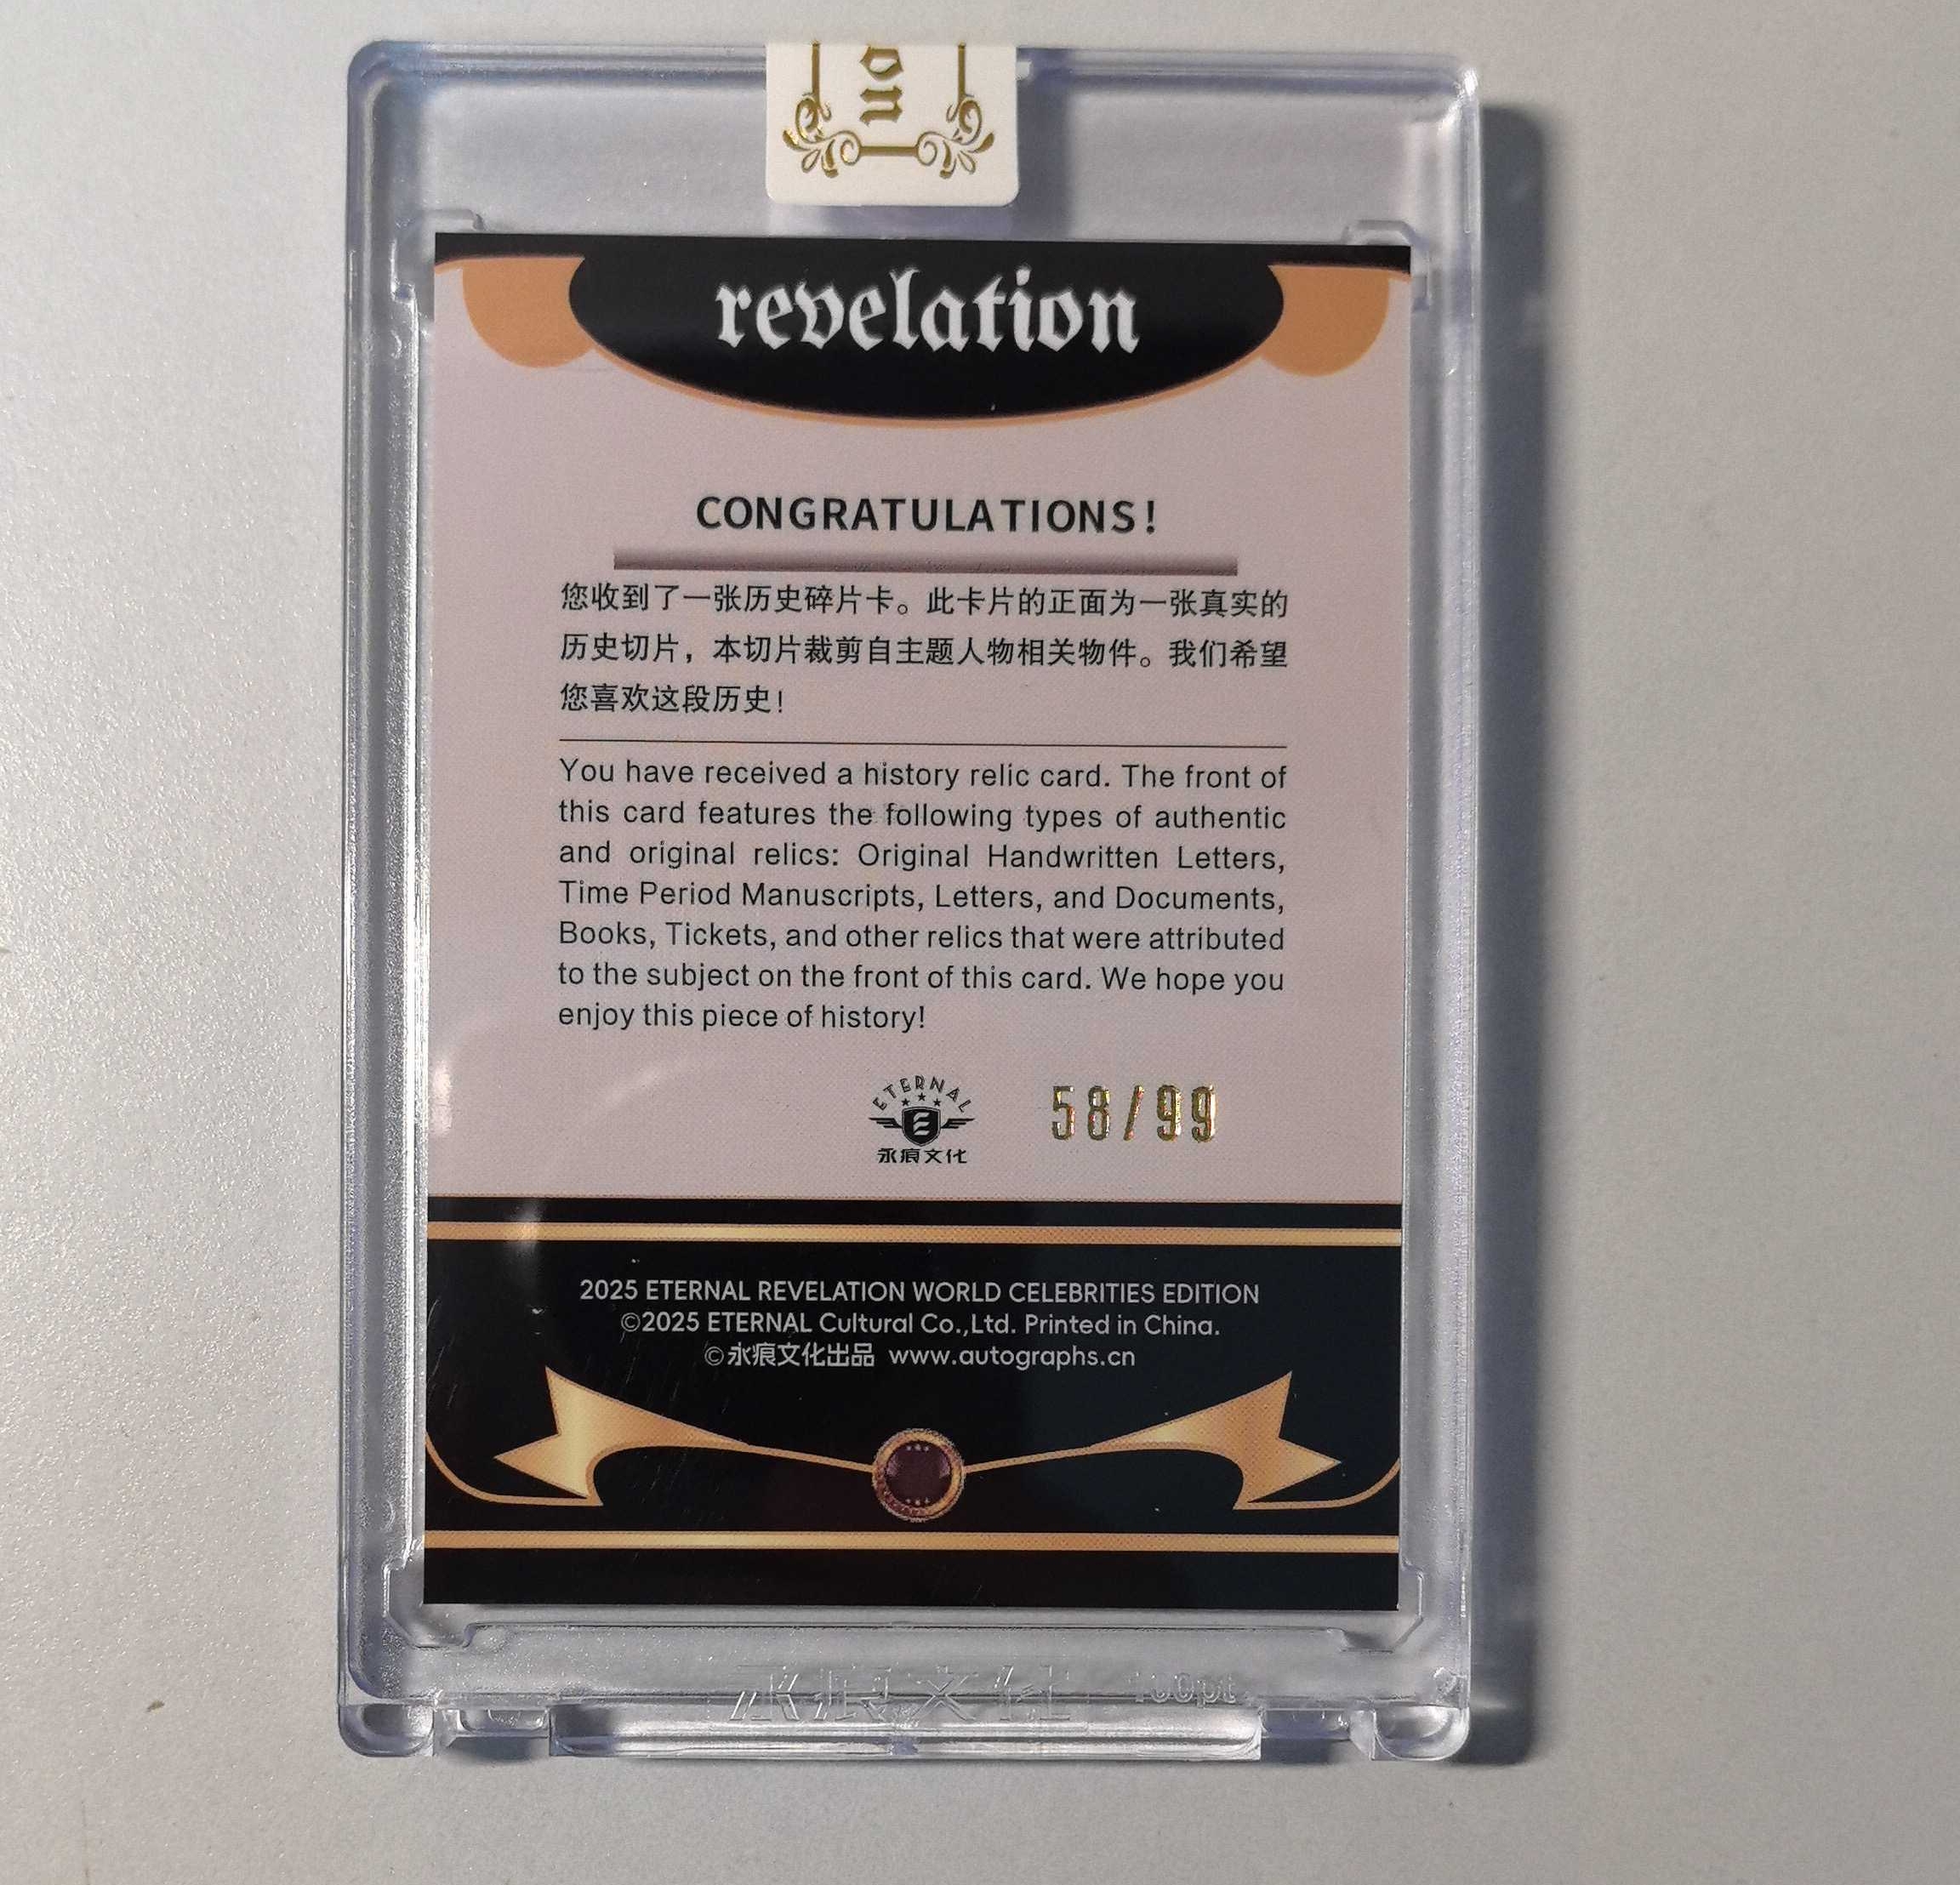 on
revelation
CONGRATULATIONS!
您收到了一张历史碎片卡。此卡片的正面为一张真实的
历史切片，本切片裁剪自主题人物相关物件。我们希望
您喜欢这段历史！
You have received a history relic card. The front of
this card features the following types of authentic
and original relics: Original Handwritten Letters,
Time Period Manuscripts, Letters, and Documents,
Books, Tickets, and other relics that were attributed
to the subject on the front of this card. We hope you
enjoy this piece of history!
ETERNAL
永痕文化
58/99
2025 ETERNAL REVELATION WORLD CELEBRITIES EDITION
©2025 ETERNAL Cultural Co.,Ltd. Printed in China.
©永痕文化出品 www.autographs.cn
永痕文化 100pt